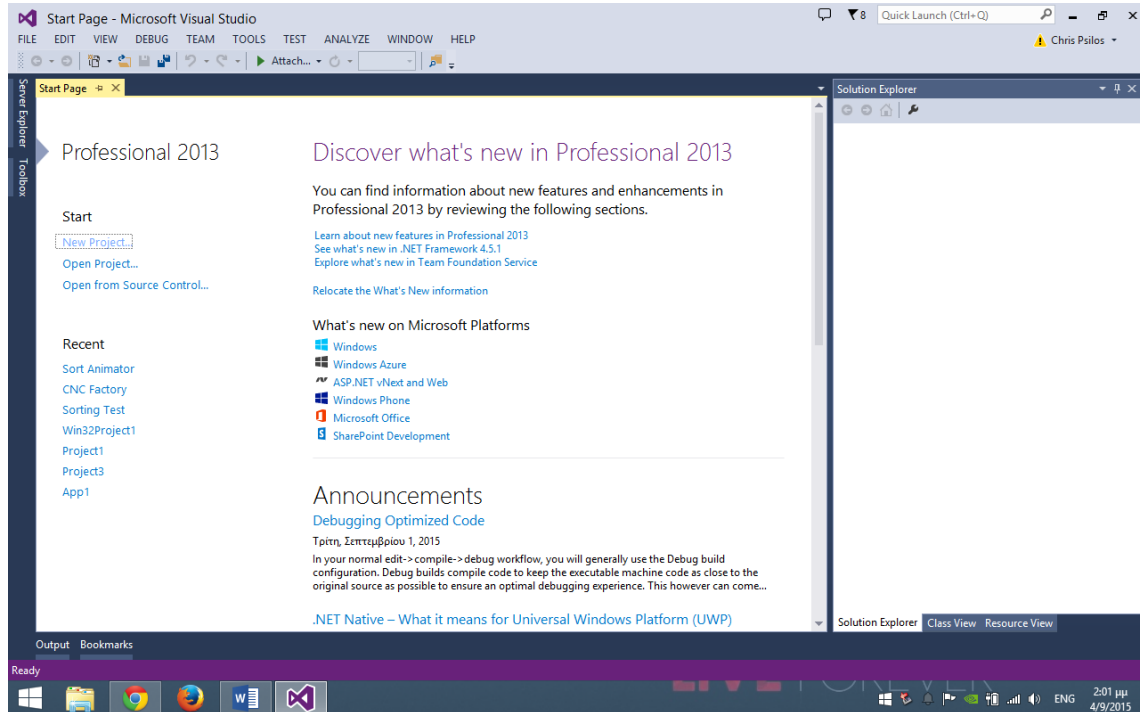 Start Page - Microsoft Visual Studio
8
Quick Launch (Ctrl+Q)
FILE EDIT VIEW DEBUG TEAM TOOLS TEST ANALYZE WINDOW HELP
Chris Psilos
Attach...
Server Explorer
Toolbox
Start Page
Professional 2013
Start
New Project...
Open Project...
Open from Source Control...
Recent
Sort Animator
CNC Factory
Sorting Test
Win32Project1
Project1
Project3
App1
Discover what's new in Professional 2013
You can find information about new features and enhancements in
Professional 2013 by reviewing the following sections.
Learn about new features in Professional 2013
See what's new in .NET Framework 4.5.1
Explore what's new in Team Foundation Service
Relocate the What's New information
What's new on Microsoft Platforms
Windows
Windows Azure
ASP.NET vNext and Web
Windows Phone
Microsoft Office
SharePoint Development
Announcements
Debugging Optimized Code
Τρίτη, Σεπτεμβρίου 1, 2015
In your normal edit->compile->debug workflow, you will generally use the Debug build
configuration. Debug builds compile code to keep the executable machine code as close to the
original source as possible to ensure an optimal debugging experience. This however can come...
.NET Native – What it means for Universal Windows Platform (UWP)
Solution Explorer
Solution Explorer Class View Resource View
Output Bookmarks
Ready
ENG
2:01 μμ
4/9/2015